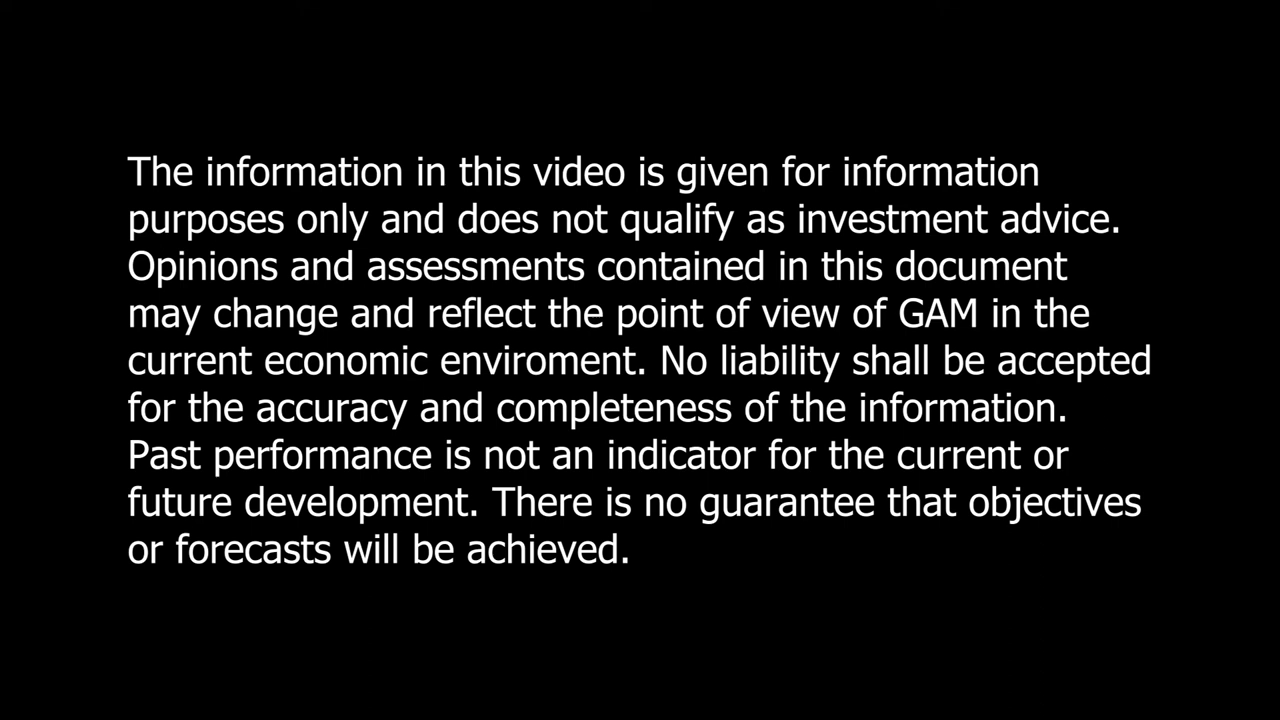 The information in this video is given for information
purposes only and does not qualify as investment advice.
Opinions and assessments contained in this document
may change and reflect the point of view of GAM in the
current economic enviroment. No liability shall be accepted
for the accuracy and completeness of the information.
Past performance is not an indicator for the current or
future development. There is no guarantee that objectives
or forecasts will be achieved.